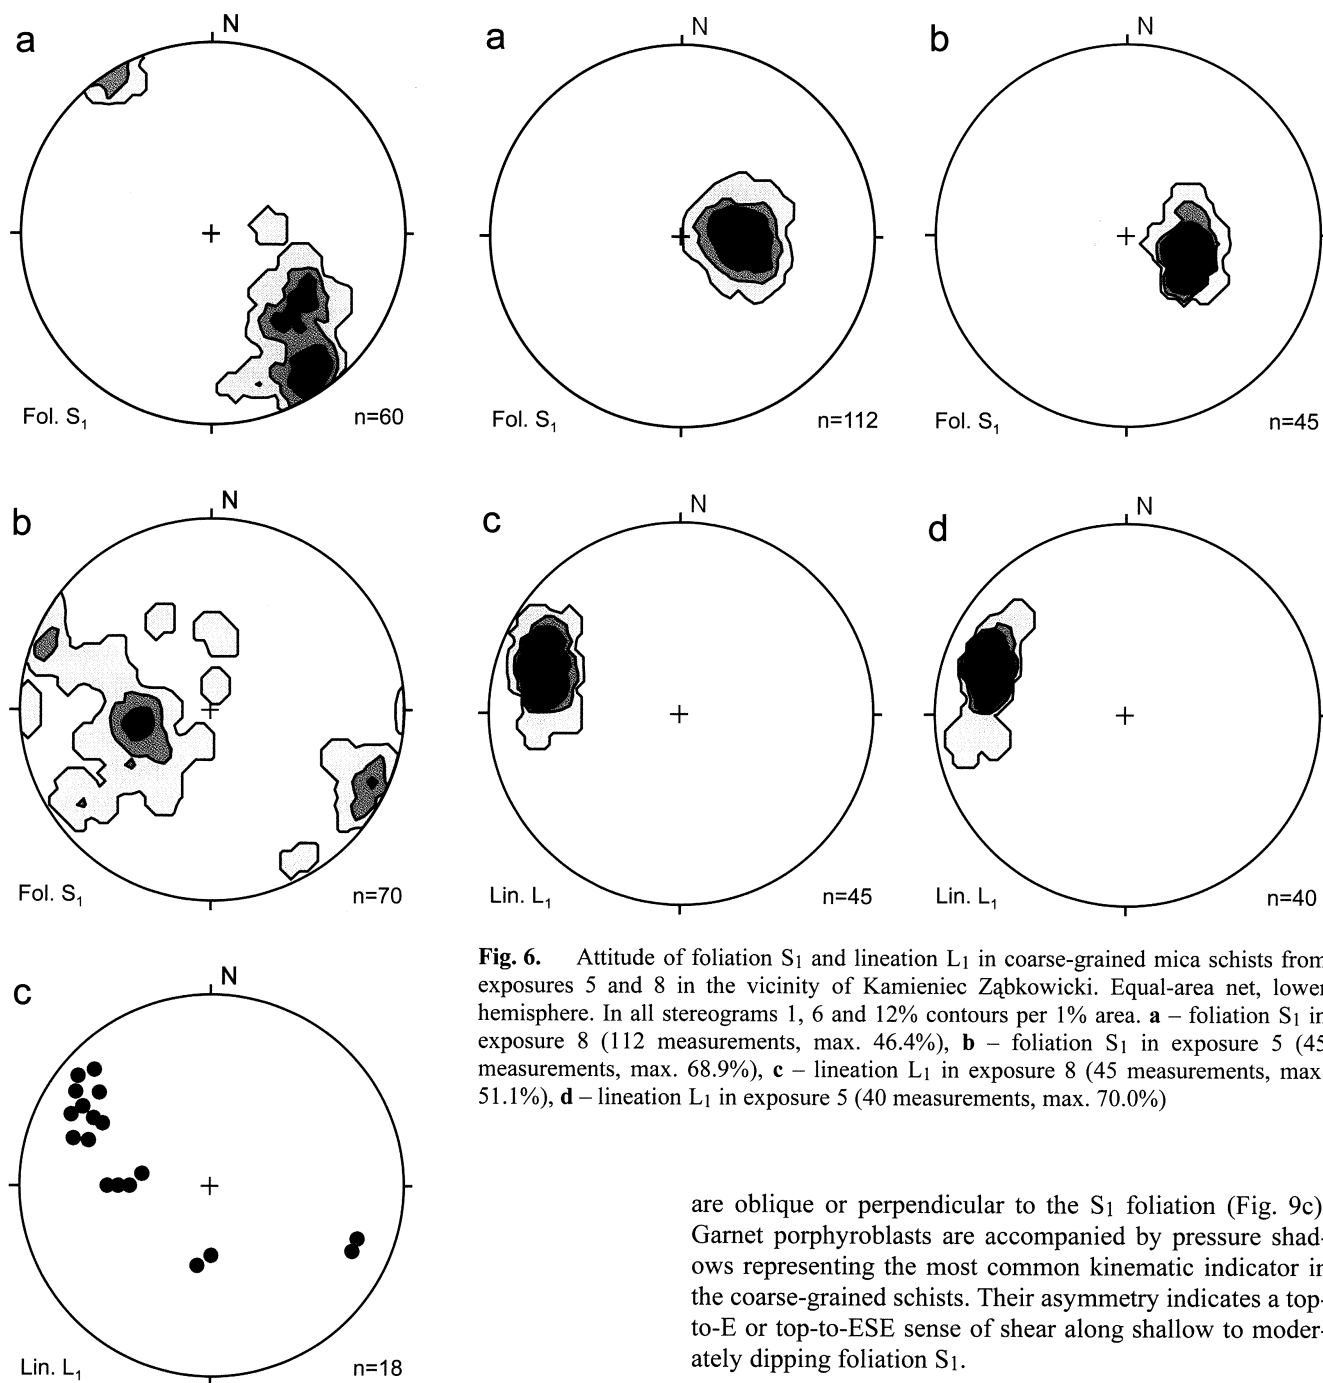 a
N
Fol. S1
n=60
b
N
Fol. S1
n=70
c
N
Lin. L1
n=18
a
N
Fol. S1
n=112
b
N
Fol. S1
n=45
c
N
Lin. L1
n=45
d
N
Lin. L1
n=40
Fig. 6. Attitude of foliation S1 and lineation L1 in coarse-grained mica schists from
exposures 5 and 8 in the vicinity of Kamieniec Ząbkowicki. Equal-area net, lower
hemisphere. In all stereograms 1, 6 and 12% contours per 1% area. a – foliation S1 in
exposure 8 (112 measurements, max. 46.4%), b – foliation S1 in exposure 5 (45
measurements, max. 68.9%), c – lineation L1 in exposure 8 (45 measurements, max
51.1%), d – lineation L1 in exposure 5 (40 measurements, max. 70.0%)
are oblique or perpendicular to the S1 foliation (Fig. 9c)
Garnet porphyroblasts are accompanied by pressure shad-
ows representing the most common kinematic indicator in
the coarse-grained schists. Their asymmetry indicates a top-
to-E or top-to-ESE sense of shear along shallow to moder-
ately dipping foliation S1.